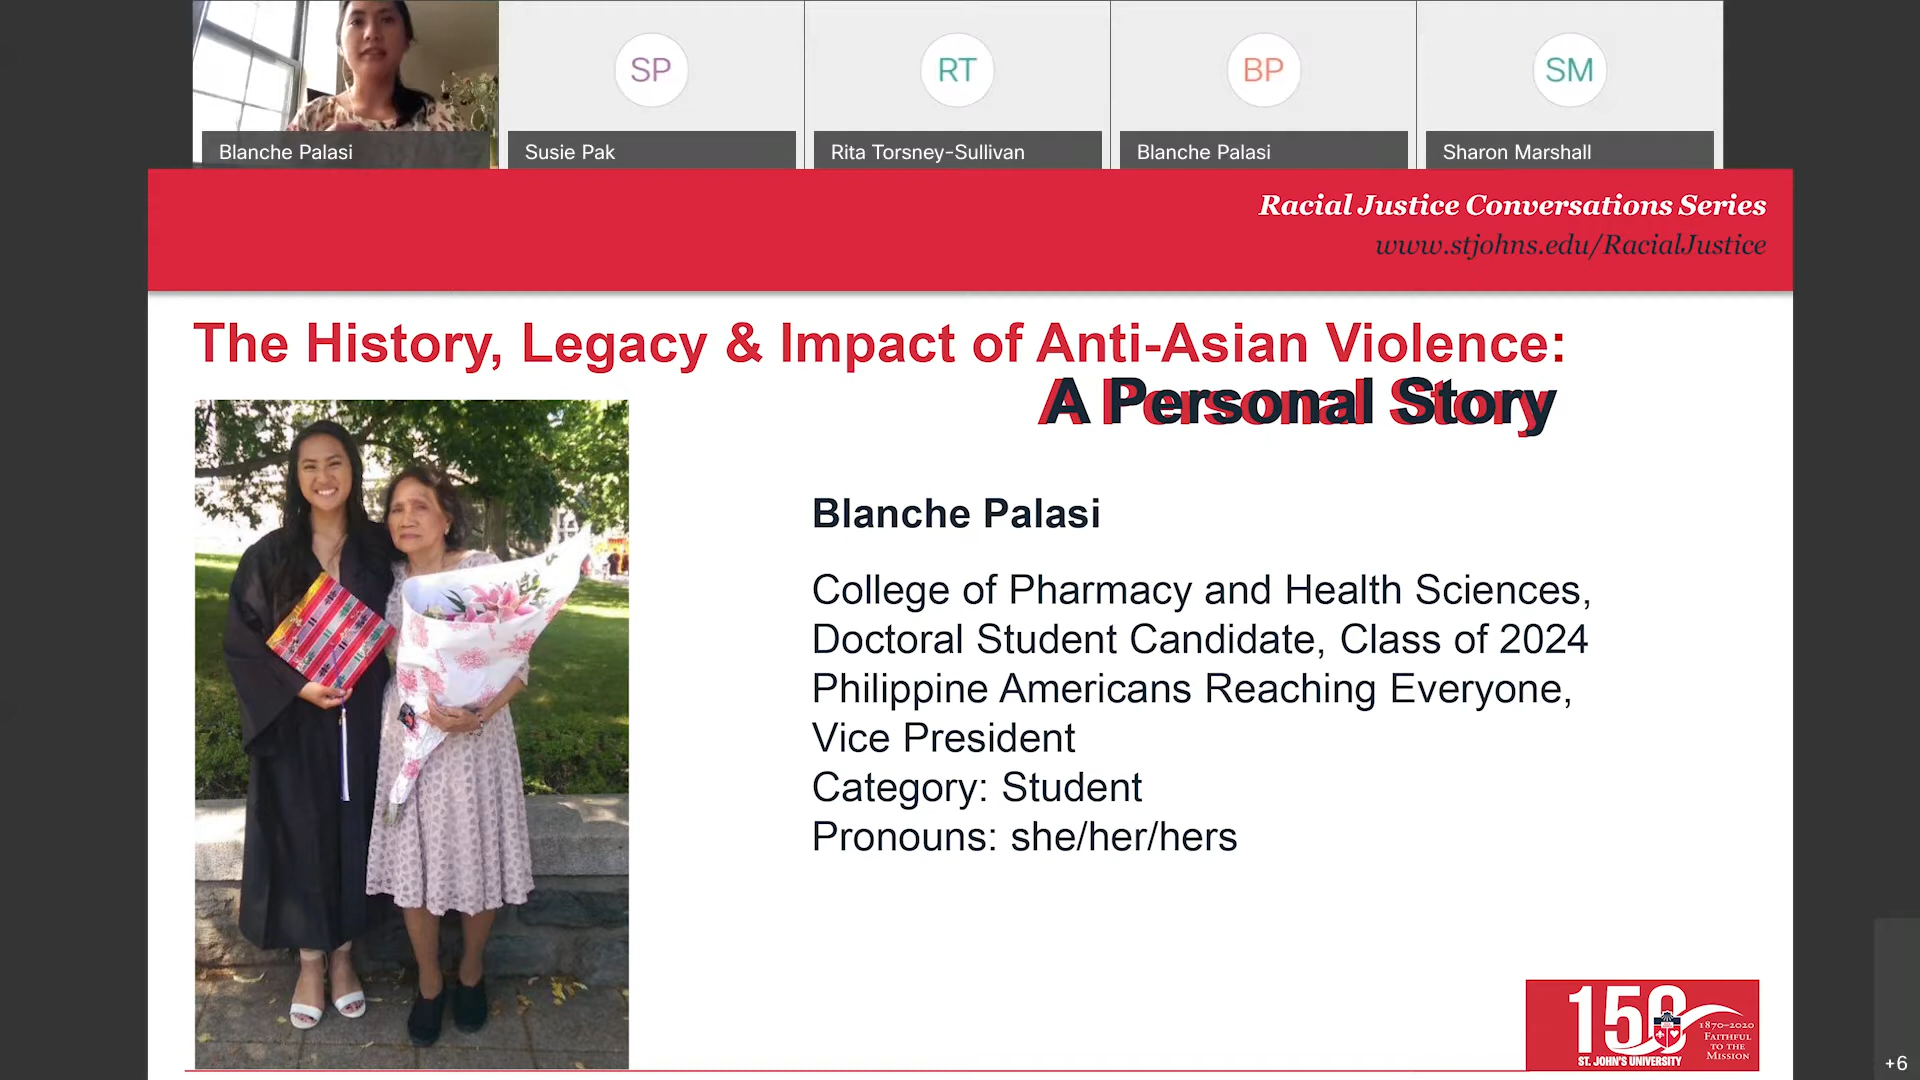 SP
RT
BP
SM
Blanche Palasi
Susie Pak
Rita Torsney-Sullivan
Blanche Palasi
Sharon Marshall
Racial Justice Conversations Series
www.stjohns.edu/RacialJustice
The History, Legacy & Impact of Anti-Asian Violence:
A Personal Story
Blanche Palasi
College of Pharmacy and Health Sciences,
Doctoral Student Candidate, Class of 2024
Philippine Americans Reaching Everyone,
Vice President
Category: Student
Pronouns: she/her/hers
150
ST. JOHN'S UNIVERSITY
1870–2020
FAITHFUL
TO THE
MISSION
+6